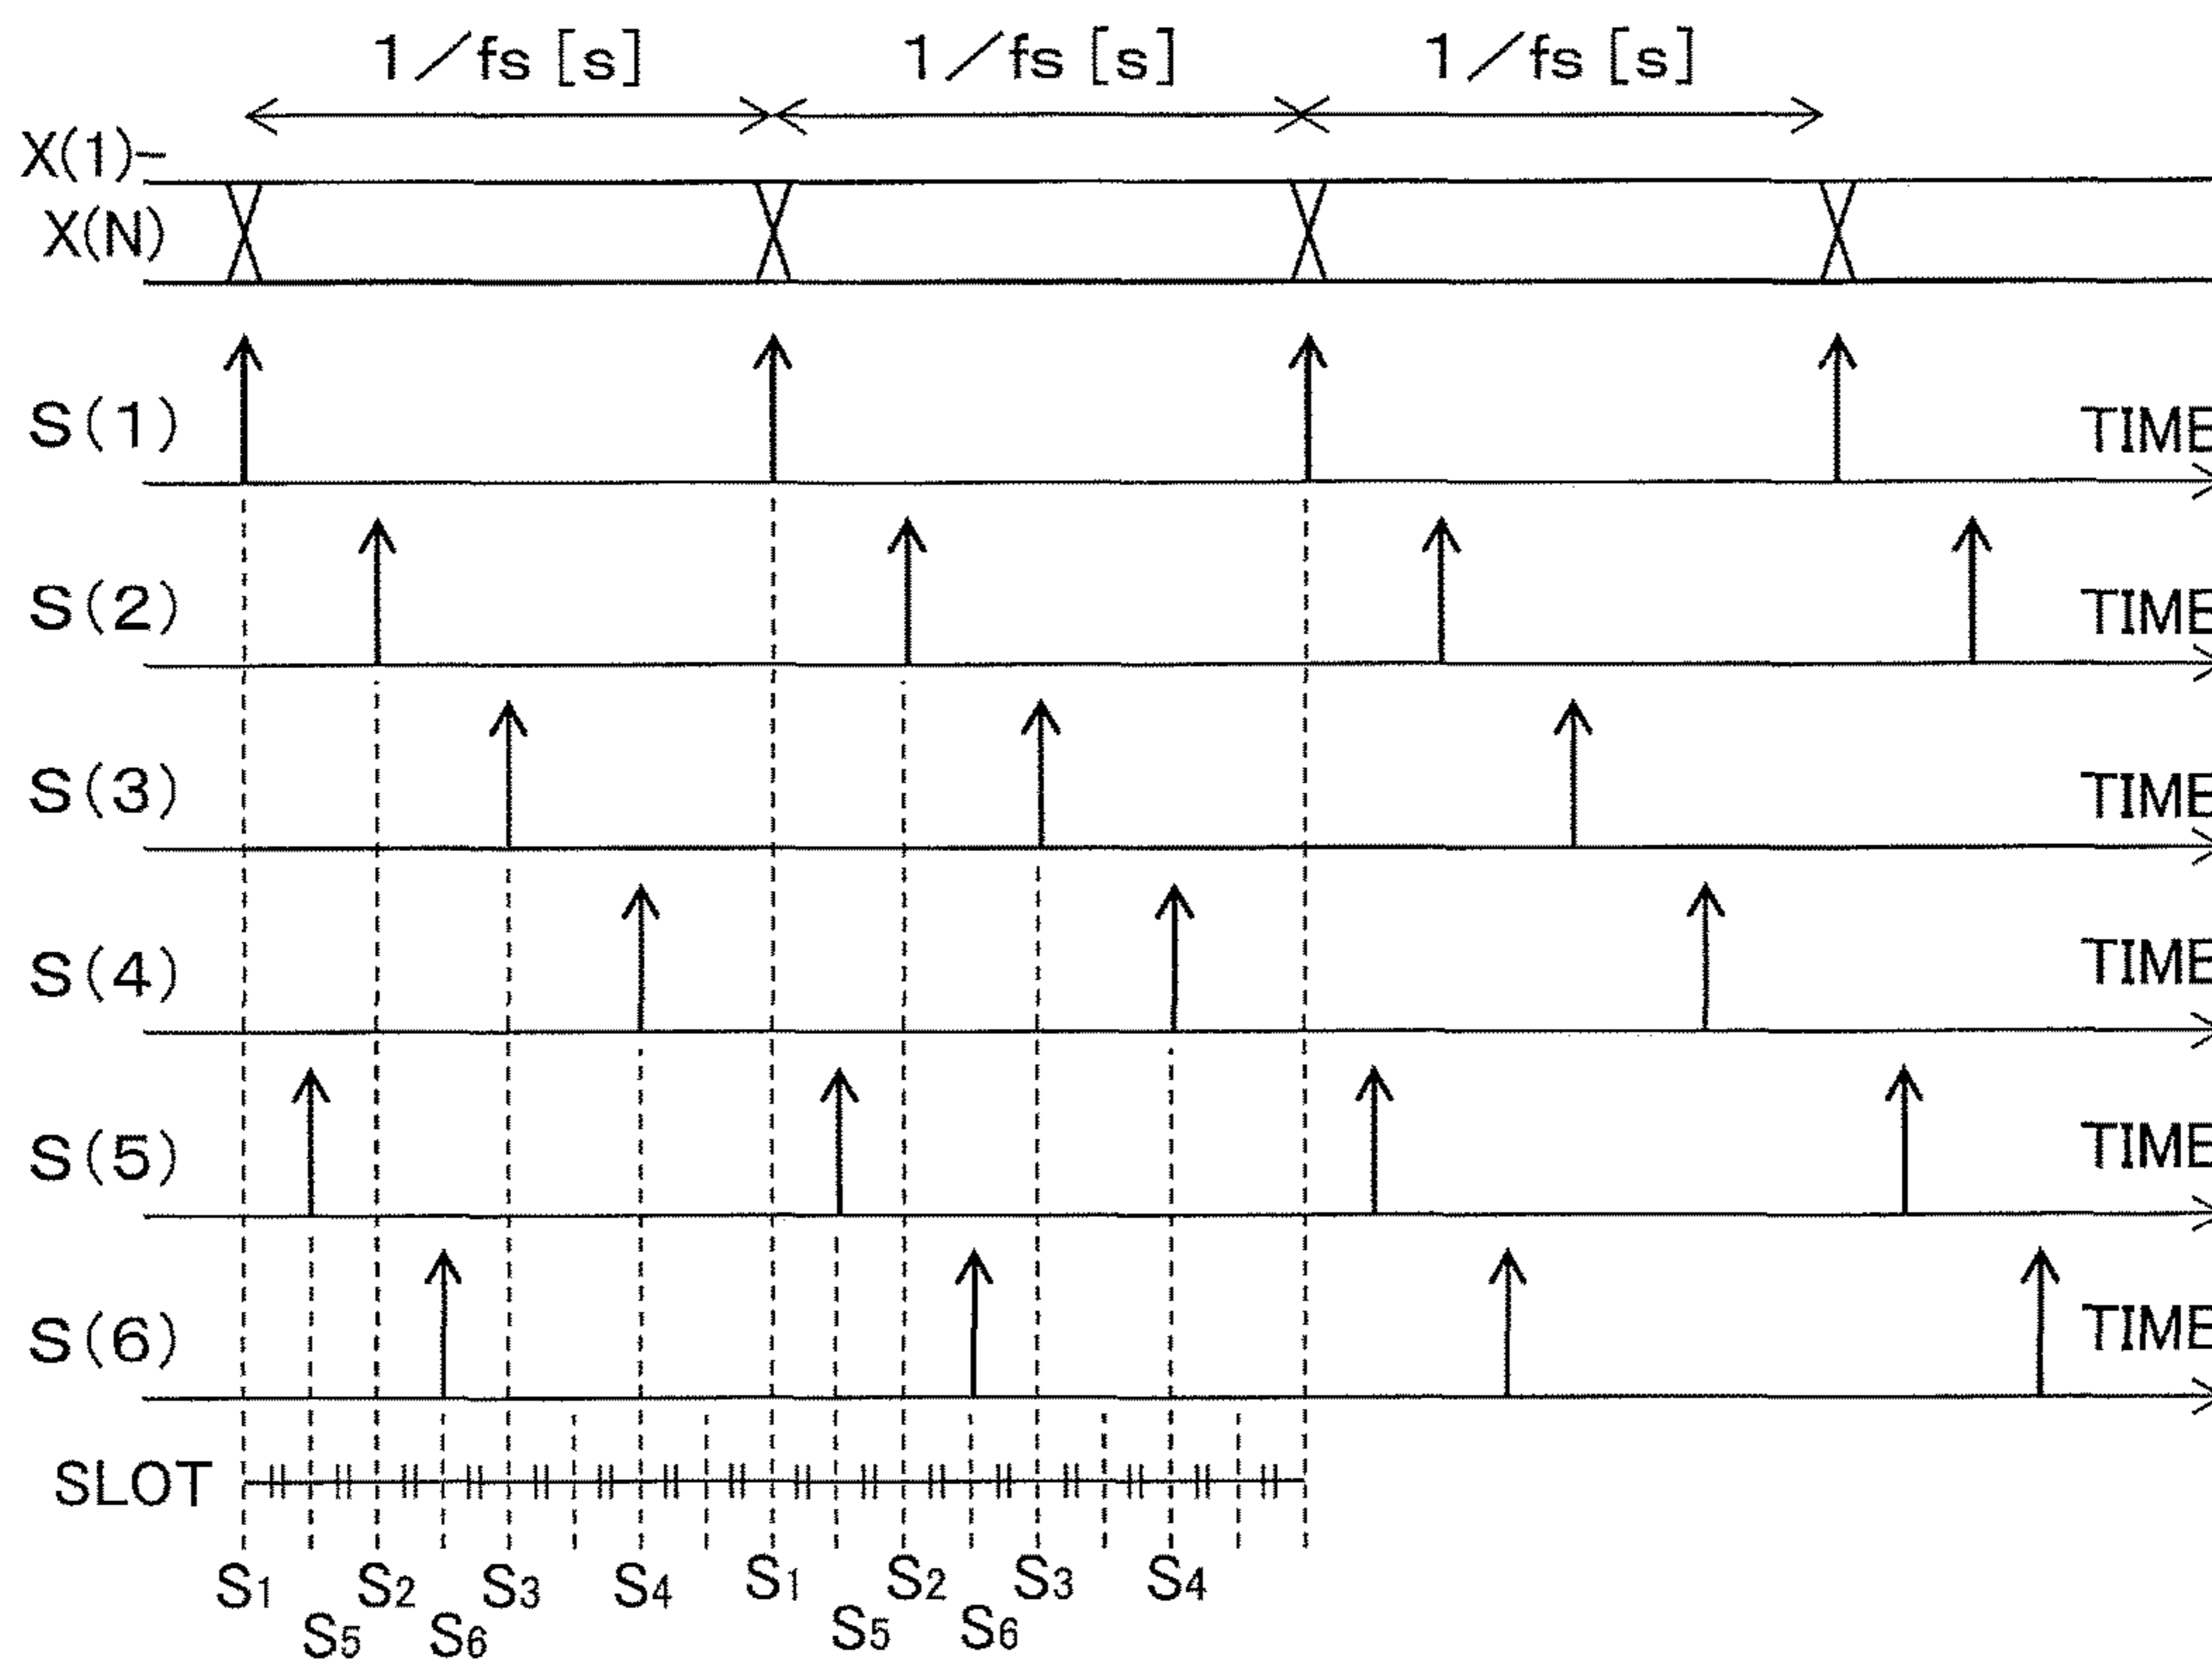 1/fs [s] 1/fs [s] 1/fs [s]
X(1)-
X(N)
S(1) TIME
S(2) TIME
S(3) TIME
S(4) TIME
S(5) TIME
S(6) TIME
SLOT
S1 S2 S3 S4 S1 S2 S3 S4
S5 S6 S5 S6